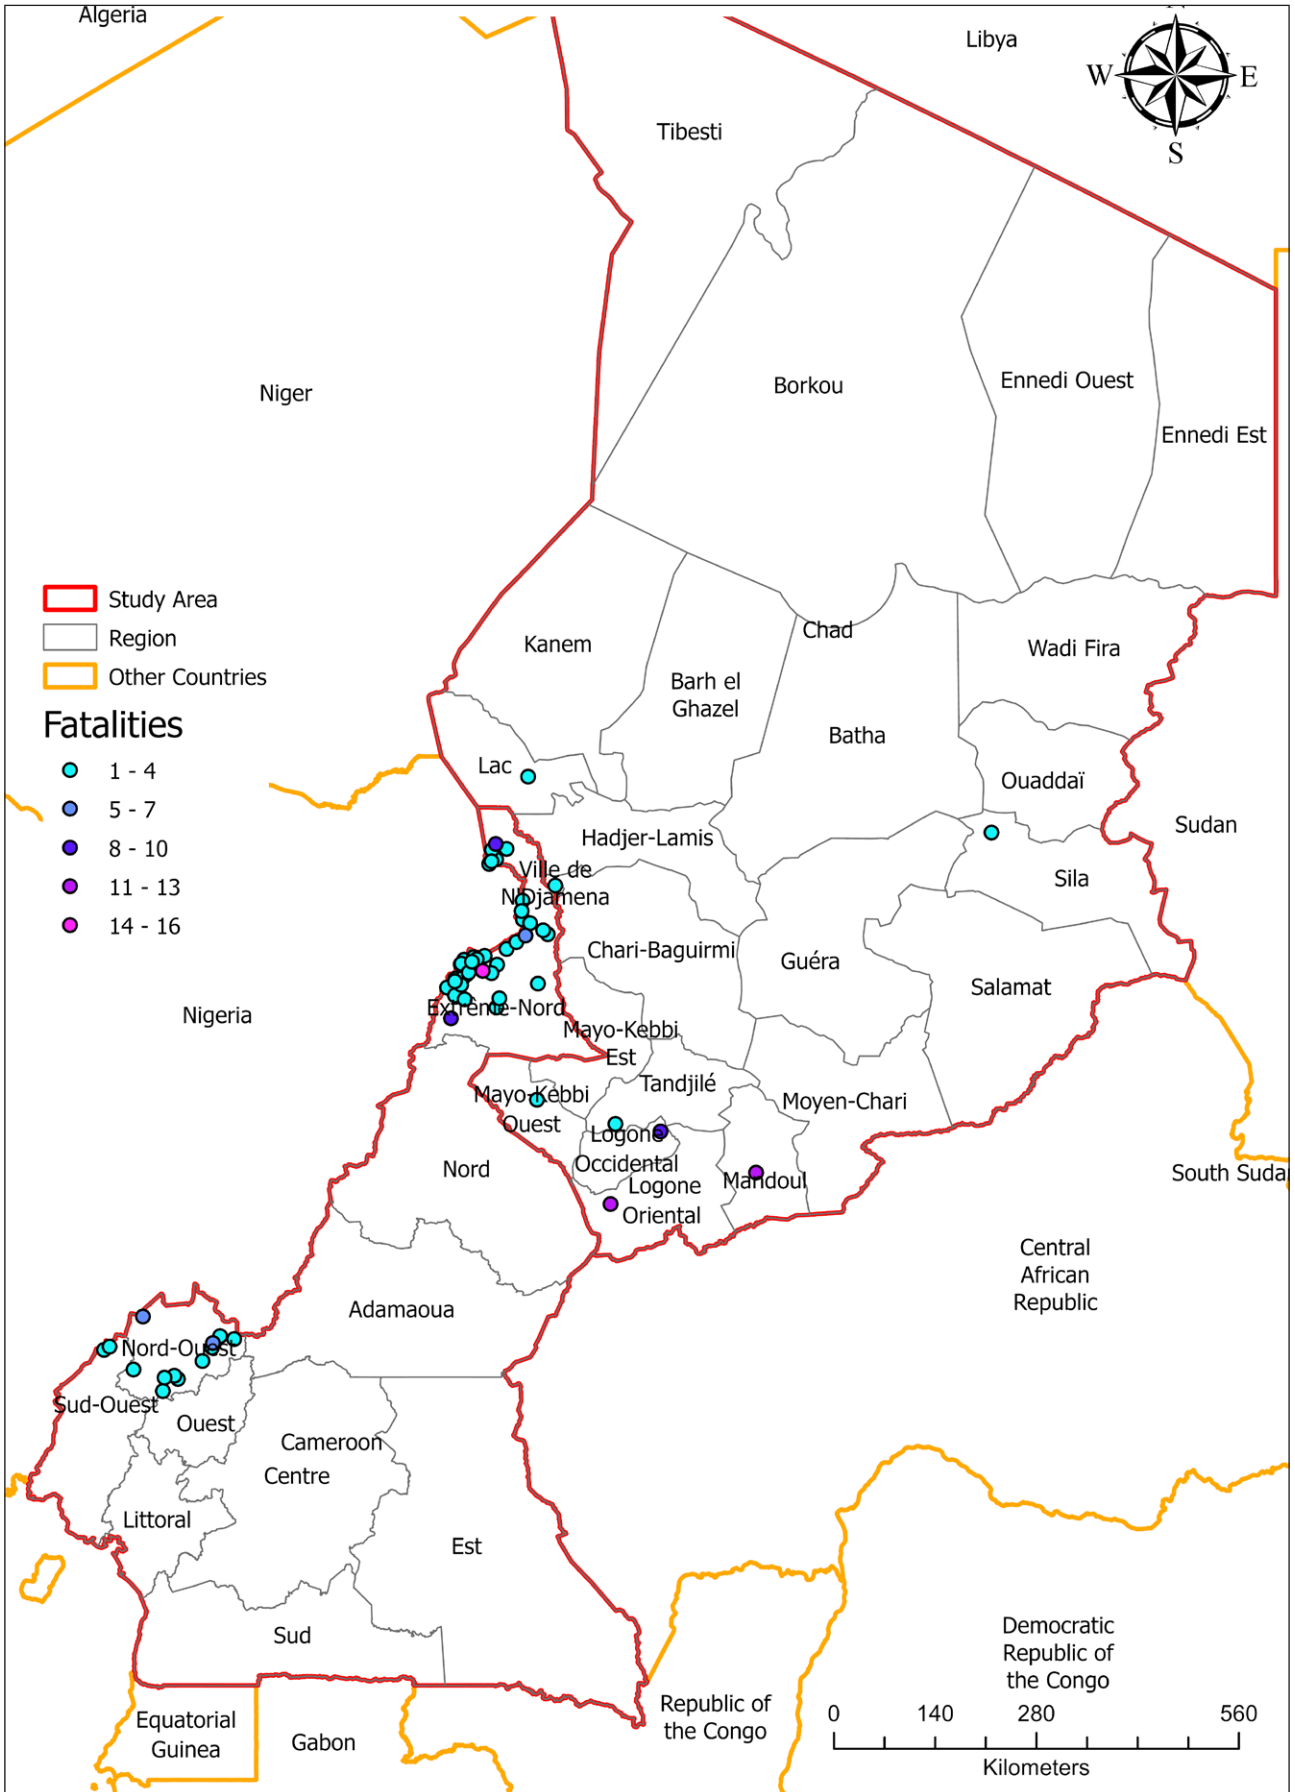 Algeria
Libya
N
W
E
S
Tibesti
Niger
Borkou
Ennedi Ouest
Ennedi Est
Study Area
Region
Other Countries
Fatalities
1 - 4
5 - 7
8 - 10
11 - 13
14 - 16
Kanem
Chad
Wadi Fira
Barh el
Ghazel
Batha
Lac
Ouaddaï
Hadjer-Lamis
Sudan
Ville de
N'Djamena
Sila
Chari-Baguirmi
Guéra
Salamat
Nigeria
Extrême-Nord
Mayo-Kebbi
Est
Tandjilé
Mayo-Kebbi
Ouest
Moyen-Chari
Logone
Occidental
Nord
Mandoul
South Sudan
Logone
Oriental
Central
African
Republic
Adamaoua
Nord-Ouest
Sud-Ouest
Ouest
Cameroon
Centre
Littoral
Est
Sud
Democratic
Republic of
the Congo
Republic of
the Congo
Equatorial
Guinea
Gabon
0 140 280 560
Kilometers